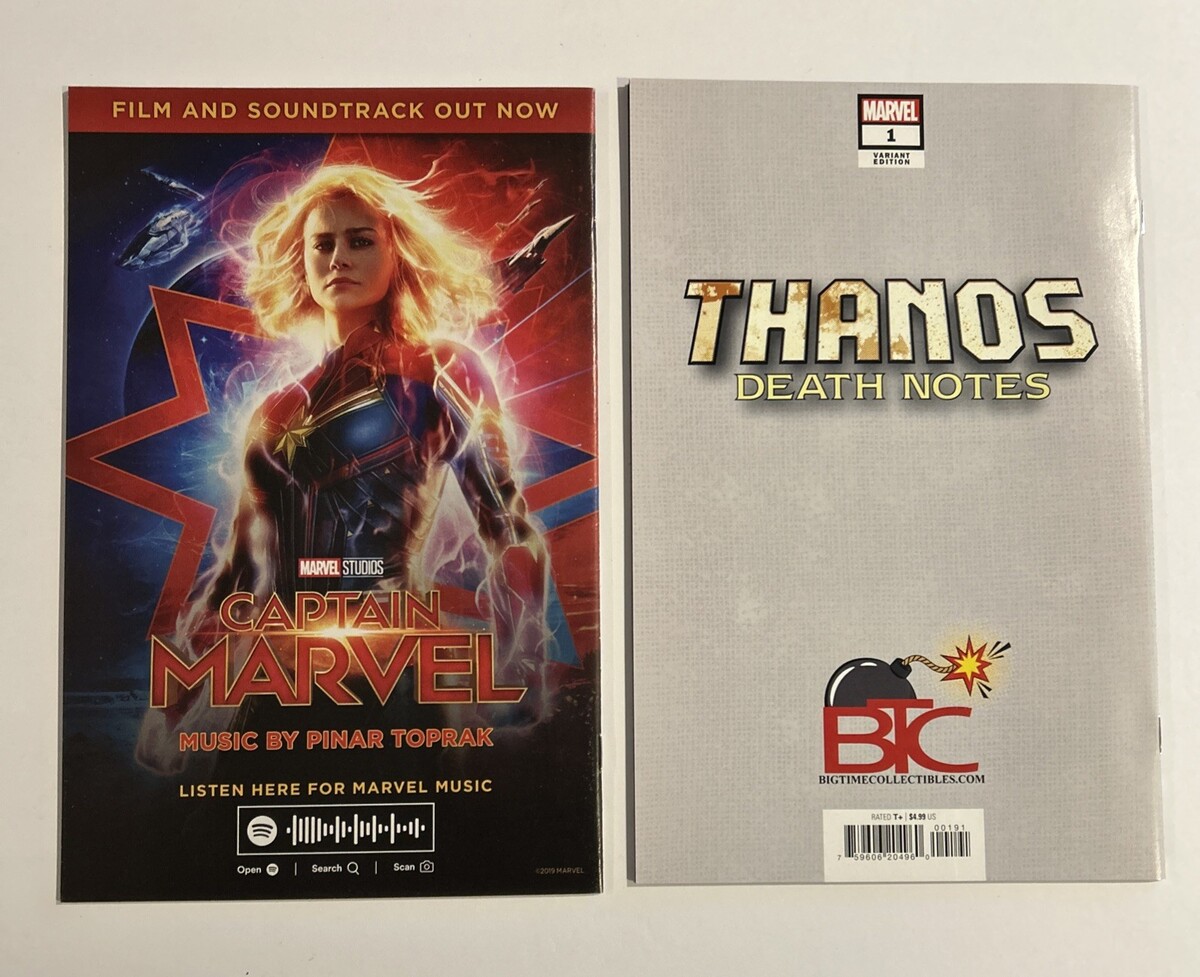 FILM AND SOUNDTRACK OUT NOW
MARVEL STUDIOS
CAPTAIN
MARVEL
MUSIC BY PINAR TOPRAK
LISTEN HERE FOR MARVEL MUSIC
Open | Search | Scan
©2019 MARVEL
MARVEL
1
VARIANT
EDITION
THANOS
DEATH NOTES
BTC
BIGTIMECOLLECTIBLES.COM
RATED T+ | $4.99 US
00191
7 59606 20496 0